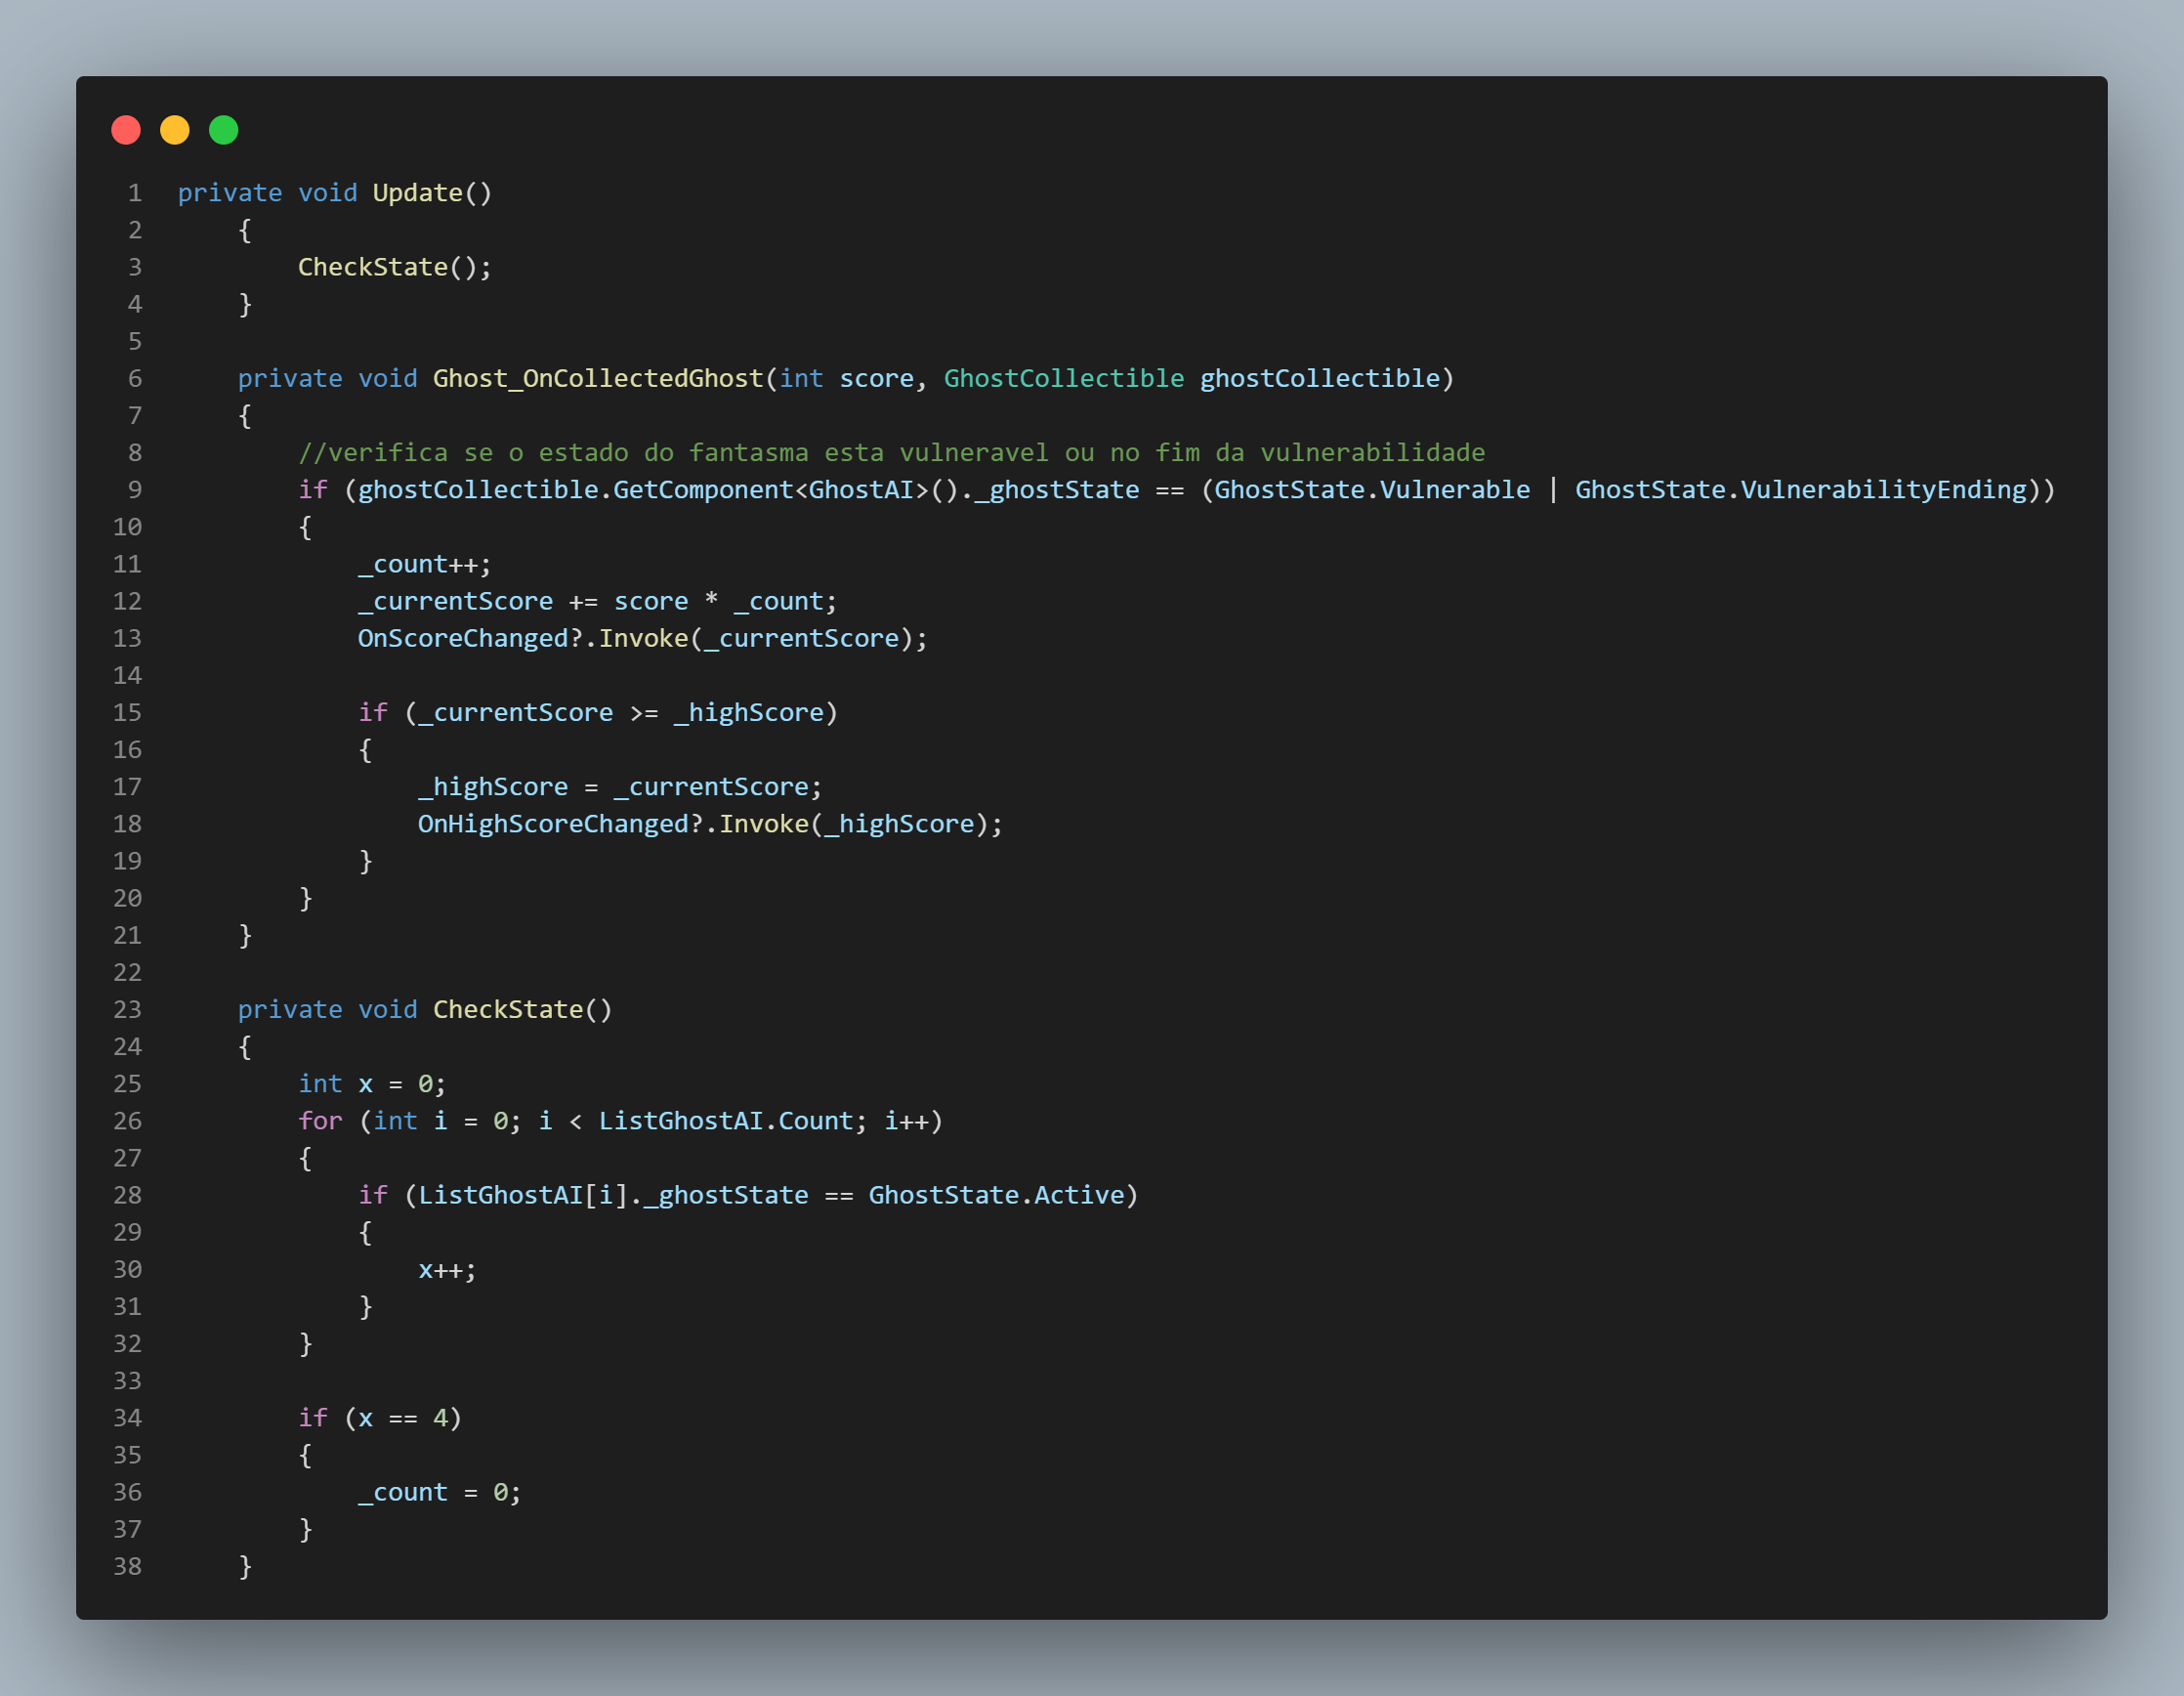 1 private void Update()
2 {
3 CheckState();
4 }
5
6 private void Ghost_OnCollectedGhost(int score, GhostCollectible ghostCollectible)
7 {
8 //verifica se o estado do fantasma esta vulneravel ou no fim da vulnerabilidade
9 if (ghostCollectible.GetComponent<GhostAI>()._ghostState == (GhostState.Vulnerable | GhostState.VulnerabilityEnding))
10 {
11 _count++;
12 _currentScore += score * _count;
13 OnScoreChanged?.Invoke(_currentScore);
14
15 if (_currentScore >= _highScore)
16 {
17 _highScore = _currentScore;
18 OnHighScoreChanged?.Invoke(_highScore);
19 }
20 }
21 }
22
23 private void CheckState()
24 {
25 int x = 0;
26 for (int i = 0; i < ListGhostAI.Count; i++)
27 {
28 if (ListGhostAI[i]._ghostState == GhostState.Active)
29 {
30 x++;
31 }
32 }
33
34 if (x == 4)
35 {
36 _count = 0;
37 }
38 }